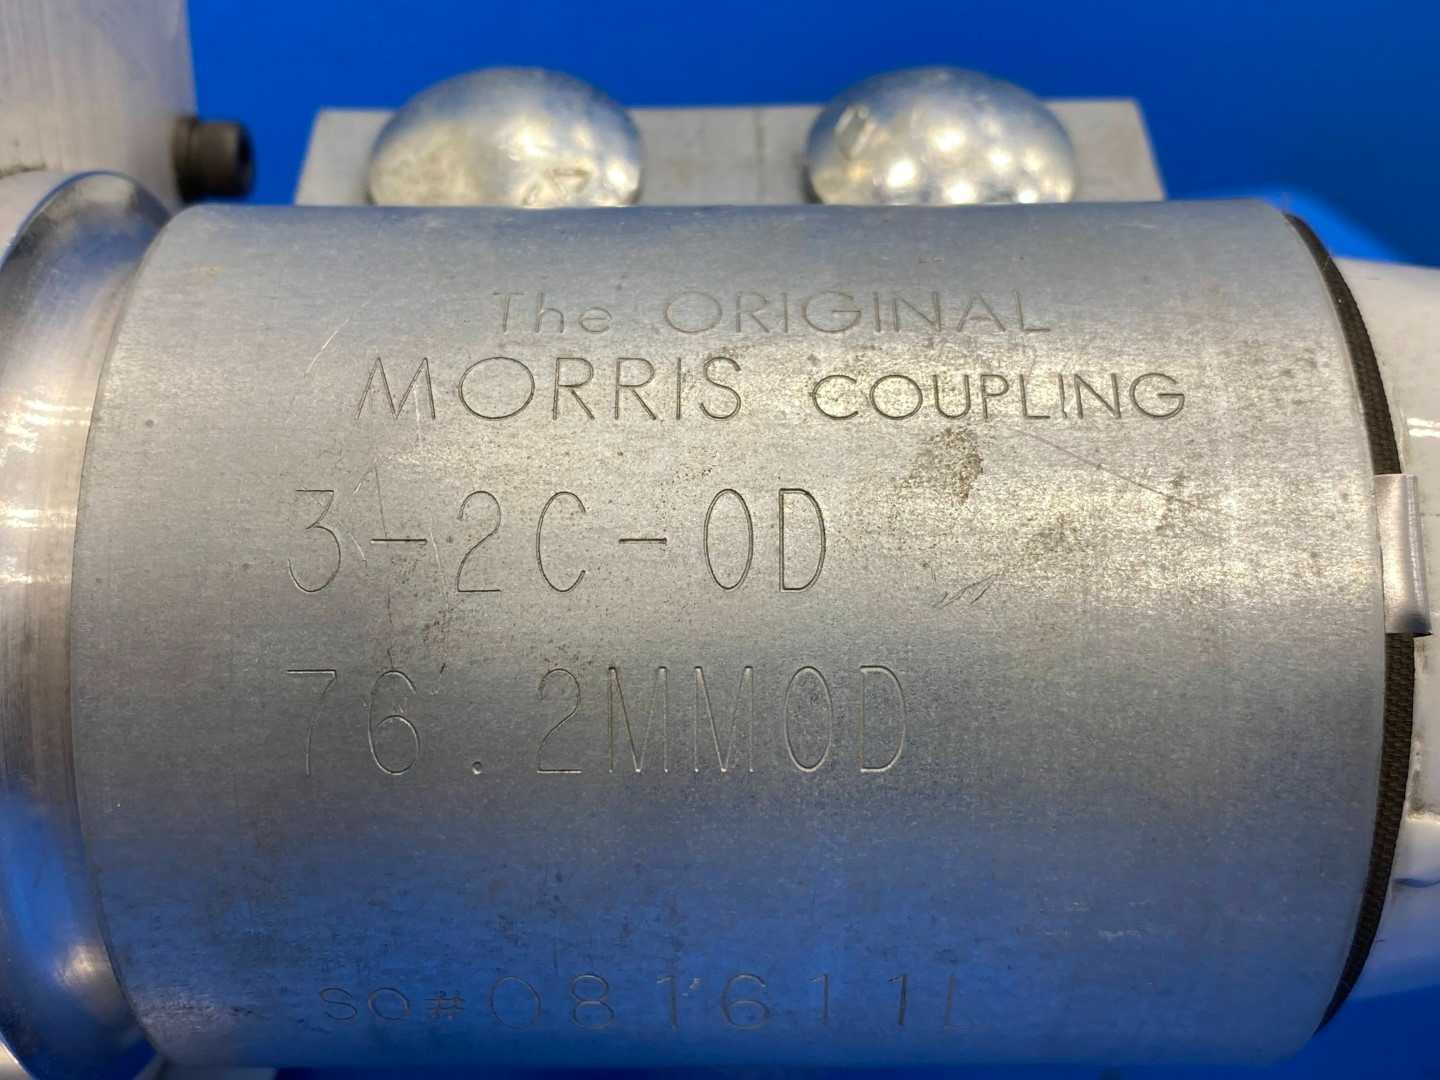 The ORIGINAL
MORRIS COUPLING
3-2C-OD
76.2MMOD
SO#081611L